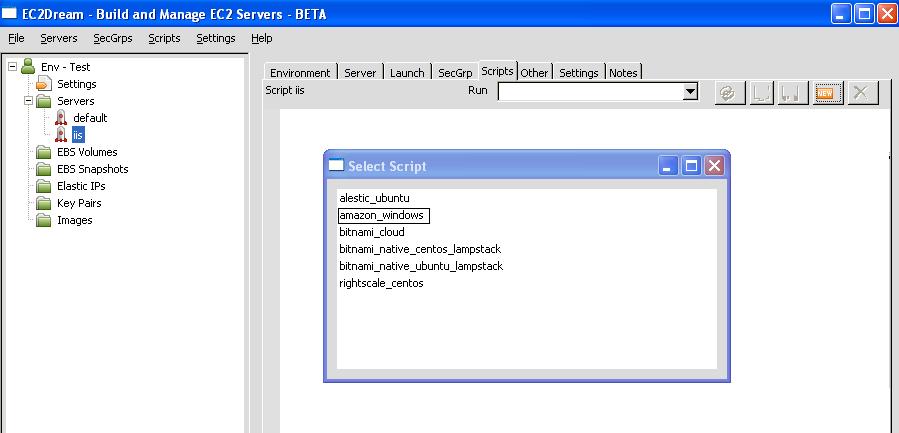 EC2Dream - Build and Manage EC2 Servers - BETA
File Servers SecGrps Scripts Settings Help
Env - Test
Settings
Servers
default
iis
EBS Volumes
EBS Snapshots
Elastic IPs
Key Pairs
Images
Environment Server Launch SecGrp Scripts Other Settings Notes
Script iis Run NEW
Select Script
alestic_ubuntu
amazon_windows
bitnami_cloud
bitnami_native_centos_lampstack
bitnami_native_ubuntu_lampstack
rightscale_centos